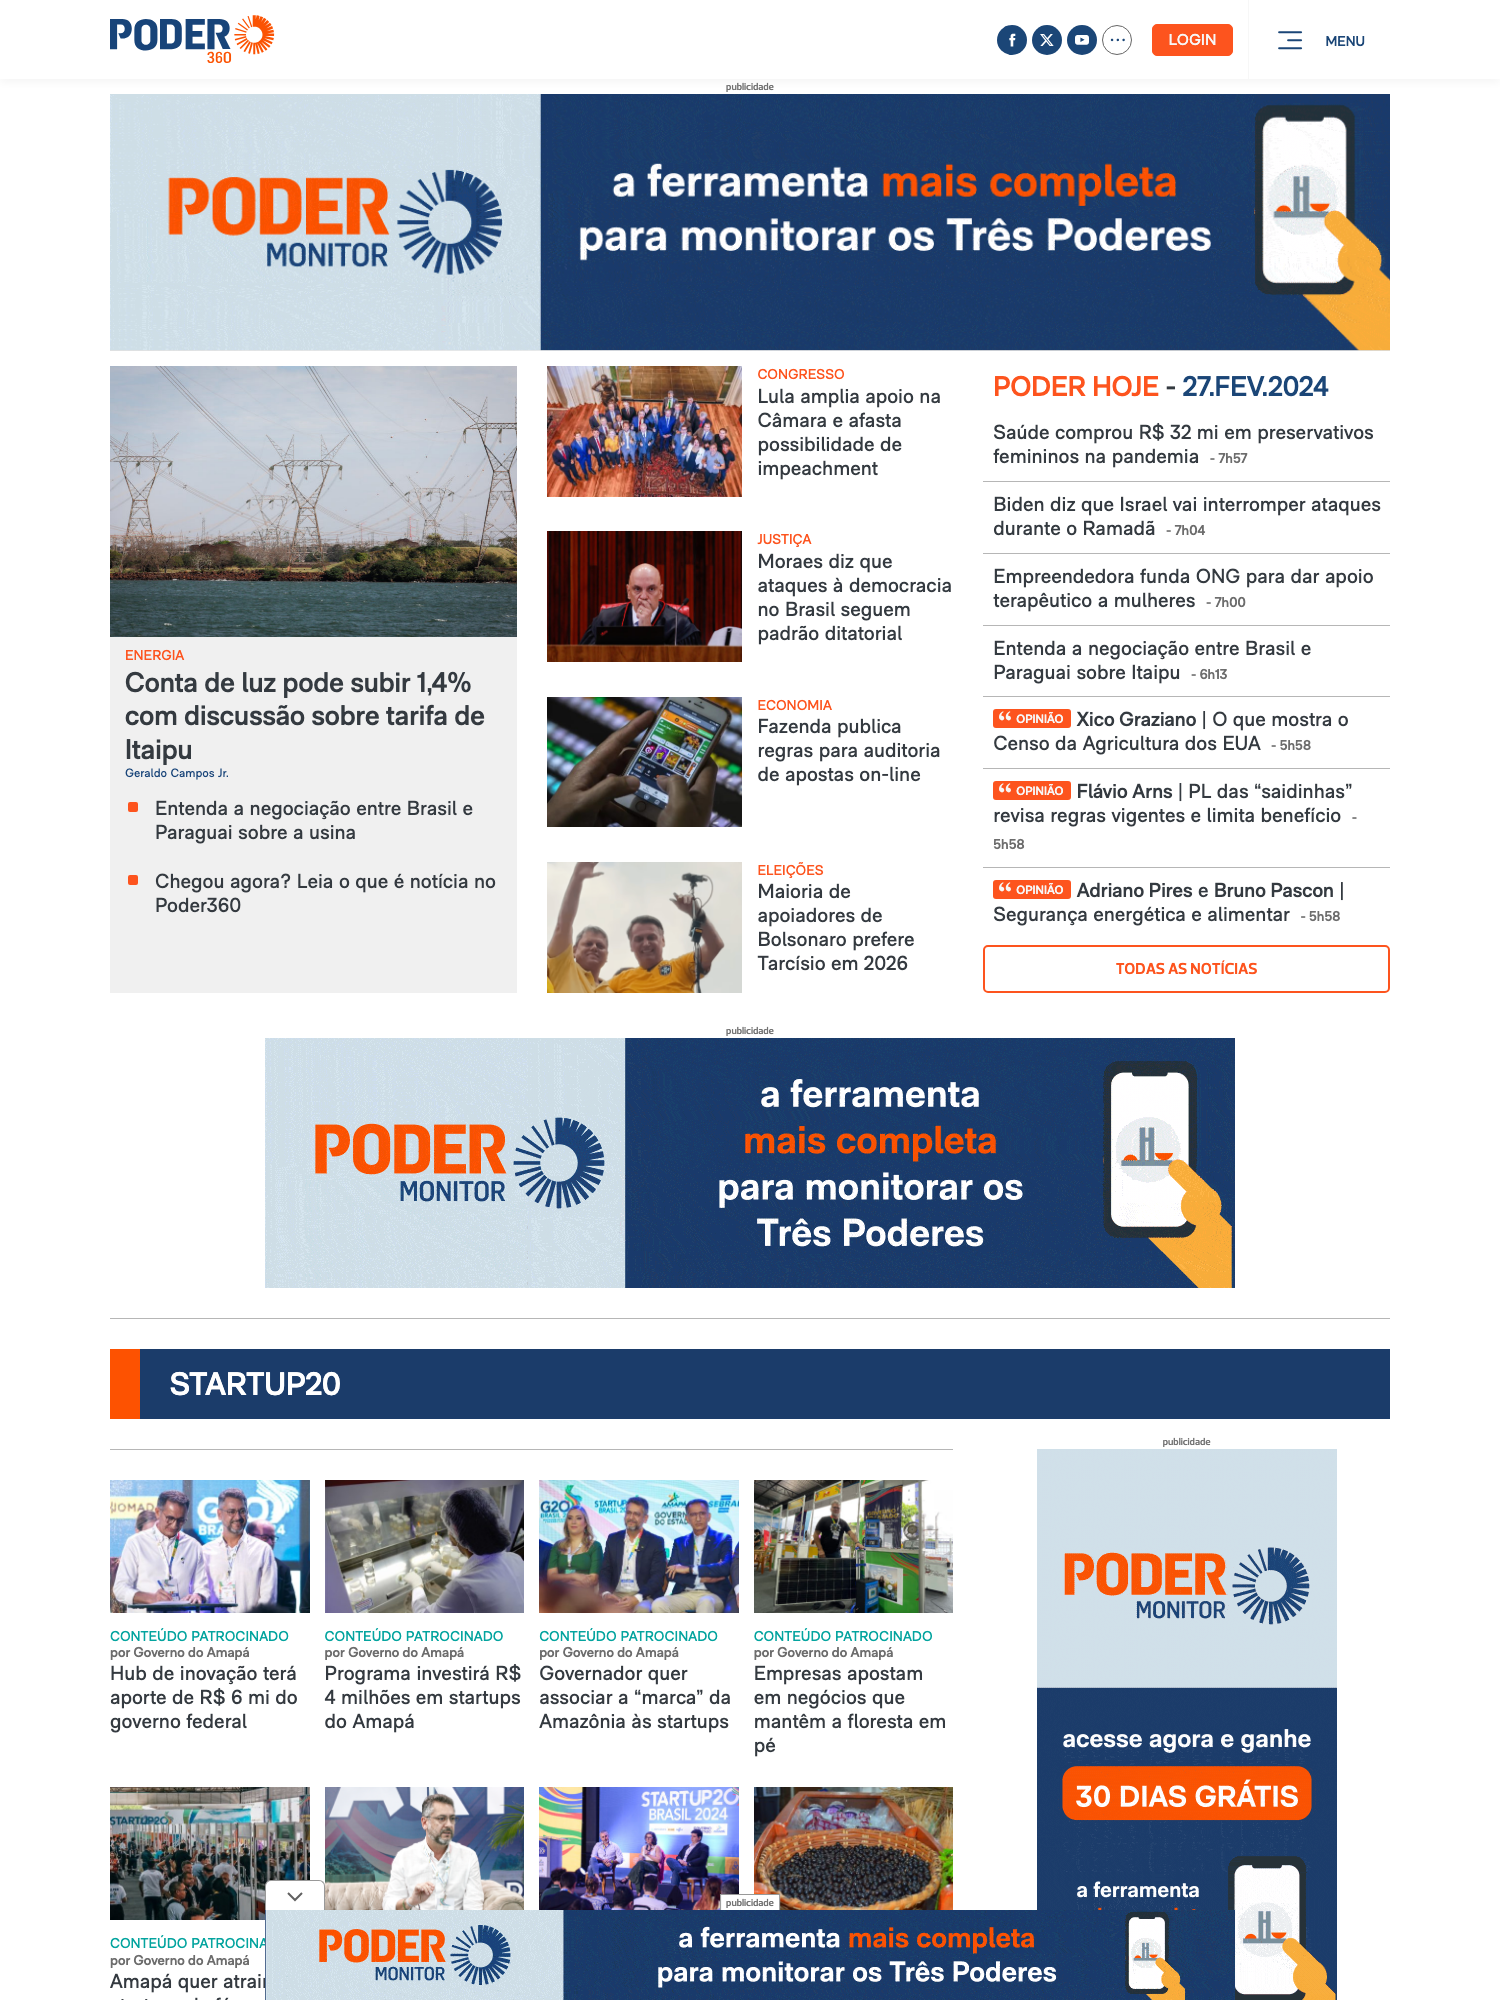 PODER
360
LOGIN
MENU
publicidade
PODER
MONITOR
a ferramenta mais completa
para monitorar os Três Poderes
ENERGIA
Conta de luz pode subir 1,4%
com discussão sobre tarifa de
Itaipu
Geraldo Campos Jr.
Entenda a negociação entre Brasil e
Paraguai sobre a usina
Chegou agora? Leia o que é notícia no
Poder360
CONGRESSO
Lula amplia apoio na
Câmara e afasta
possibilidade de
impeachment
JUSTIÇA
Moraes diz que
ataques à democracia
no Brasil seguem
padrão ditatorial
ECONOMIA
Fazenda publica
regras para auditoria
de apostas on-line
ELEIÇÕES
Maioria de
apoiadores de
Bolsonaro prefere
Tarcísio em 2026
PODER HOJE - 27.FEV.2024
Saúde comprou R$ 32 mi em preservativos
femininos na pandemia - 7h57
Biden diz que Israel vai interromper ataques
durante o Ramadã - 7h04
Empreendedora funda ONG para dar apoio
terapêutico a mulheres - 7h00
Entenda a negociação entre Brasil e
Paraguai sobre Itaipu - 6h13
“ OPINIÃO Xico Graziano | O que mostra o
Censo da Agricultura dos EUA - 5h58
“ OPINIÃO Flávio Arns | PL das “saidinhas”
revisa regras vigentes e limita benefício -
5h58
“ OPINIÃO Adriano Pires e Bruno Pascon |
Segurança energética e alimentar - 5h58
TODAS AS NOTÍCIAS
publicidade
PODER
MONITOR
a ferramenta
mais completa
para monitorar os
Três Poderes
STARTUP20
G20
BRASIL 2024
CONTEÚDO PATROCINADO
por Governo do Amapá
Hub de inovação terá
aporte de R$ 6 mi do
governo federal
CONTEÚDO PATROCINADO
por Governo do Amapá
Programa investirá R$
4 milhões em startups
do Amapá
G20
CONTEÚDO PATROCINADO
por Governo do Amapá
Governador quer
associar a “marca” da
Amazônia às startups
CONTEÚDO PATROCINADO
por Governo do Amapá
Empresas apostam
em negócios que
mantêm a floresta em
pé
publicidade
PODER
MONITOR
acesse agora e ganhe
30 DIAS GRÁTIS
a ferramenta
STARTUP20
STARTUP20
BRASIL 2024
CONTEÚDO PATROCINA
por Governo do Amapá
Amapá quer atrair
publicidade
PODER
MONITOR
a ferramenta mais completa
para monitorar os Três Poderes